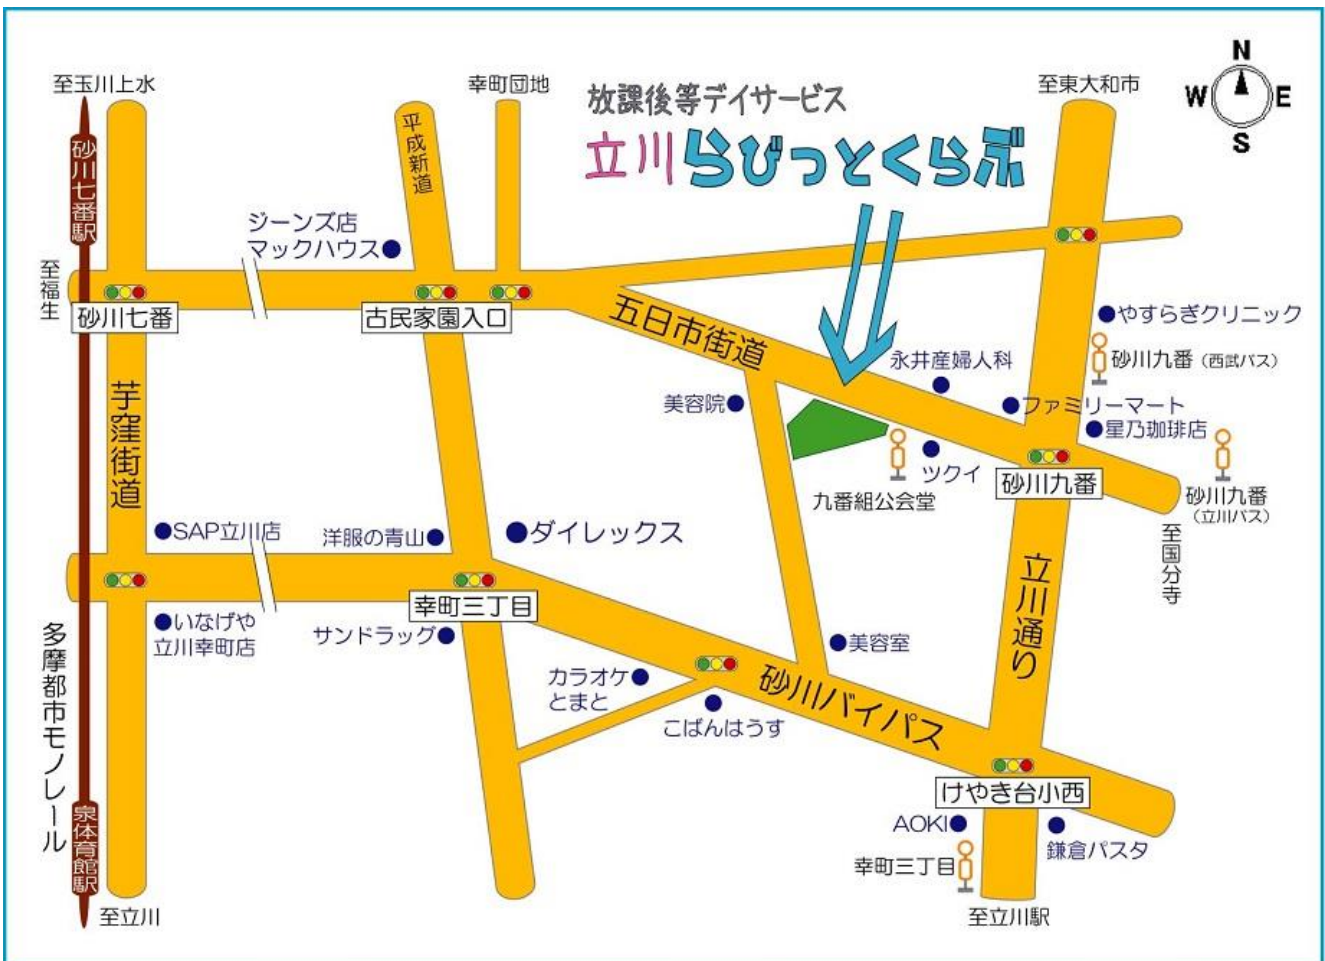 至玉川上水
幸町団地
放課後等デイサービス
立川らびっとくらぶ
至東大和市
N
W
E
S
砂川七番駅
平成新道
ジーンズ店
マックハウス
至福生
砂川七番
古民家園入口
五日市街道
やすらぎクリニック
砂川九番(西武バス)
永井産婦人科
美容院
ファミリーマート
星乃珈琲店
芋窪街道
ツクイ
砂川九番
九番組公会堂
砂川九番
(立川バス)
至国分寺
SAP立川店
洋服の青山
ダイレックス
幸町三丁目
立川通り
いなげや
立川幸町店
サンドラッグ
美容室
多摩都市モノレール
カラオケ
とまと
砂川バイパス
こばんはうす
けやき台小西
泉体育館駅
AOKI
鎌倉パスタ
幸町三丁目
至立川
至立川駅